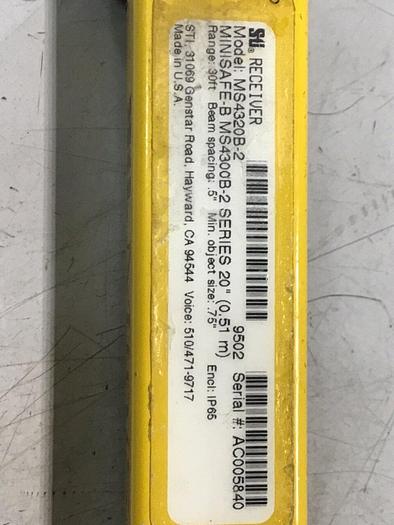 STI® RECEIVER
Model: MS4320B-2 9502 Serial #: AC005840
MINISAFE-B MS4300B-2 SERIES 20" (0,51 m)
Range: 30ft Beam spacing: .5" Min. object size: .75" Encl: IP65
STI, 31069 Genstar Road, Hayward, CA 94544 Voice: 510/471-9717
Made in U.S.A.